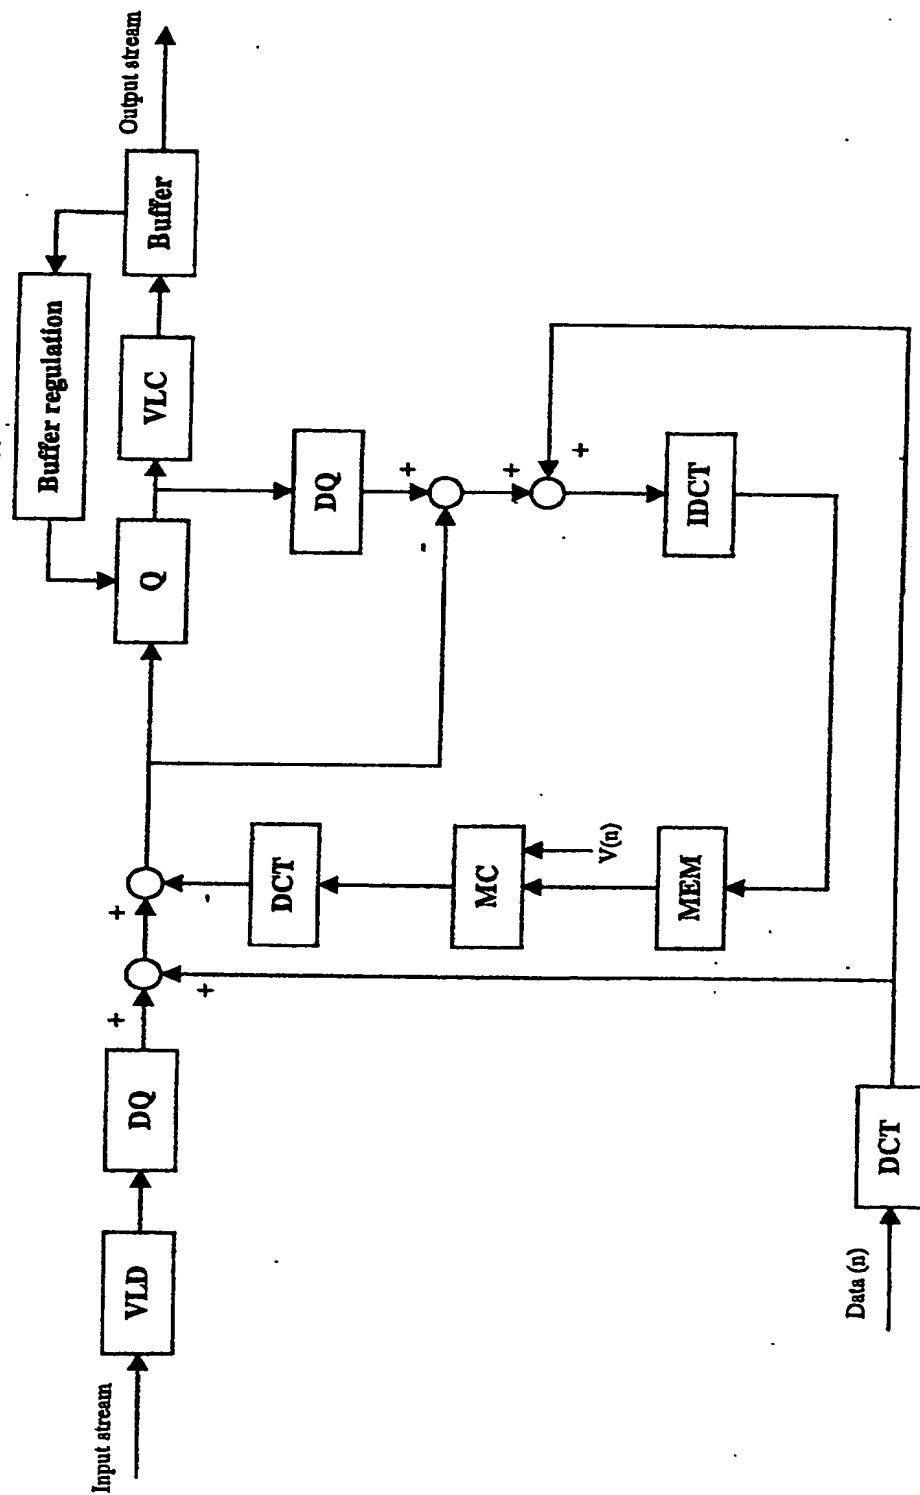 Input stream
VLD
DQ
+
+
+
-
Q
Buffer regulation
VLC
Buffer
Output stream
DCT
MC
V(n)
MEM
DQ
+
-
+
+
IDCT
Data (n)
DCT